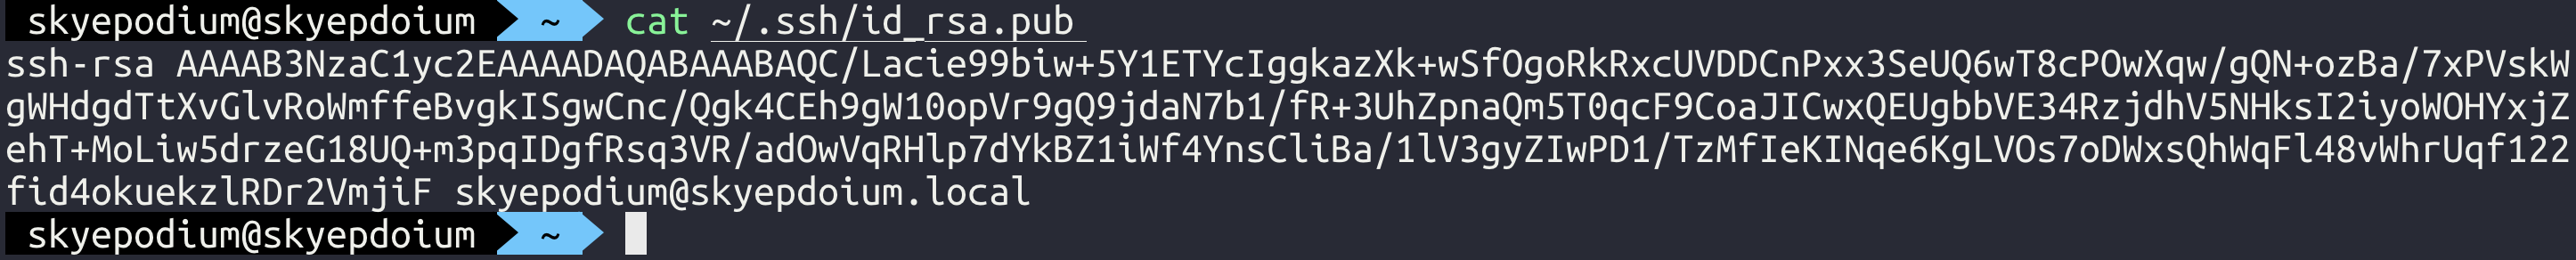 skyepodium@skyepdoium ~ cat ~/.ssh/id_rsa.pub
ssh-rsa AAAAB3NzaC1yc2EAAAADAQABAAABAQC/Lacie99biw+5Y1ETYcIggkazXk+wSfOgoRkRxcUVDDCnPxx3SeUQ6wT8cPOwXqw/gQN+ozBa/7xPVskW
gWHdgdTtXvGlvRoWmffeBvgkISgwCnc/Qgk4CEh9gW10opVr9gQ9jdaN7b1/fR+3UhZpnaQm5T0qcF9CoaJICwxQEUgbbVE34RzjdhV5NHksI2iyoWOHYxjZ
ehT+MoLiw5drzeG18UQ+m3pqIDgfRsq3VR/adOwVqRHlp7dYkBZ1iWf4YnsCliBa/1lV3gyZIwPD1/TzMfIeKINqe6KgLVOs7oDWxsQhWqFl48vWhrUqf122
fid4okuekzlRDr2VmjiF skyepodium@skyepdoium.local
skyepodium@skyepdoium ~